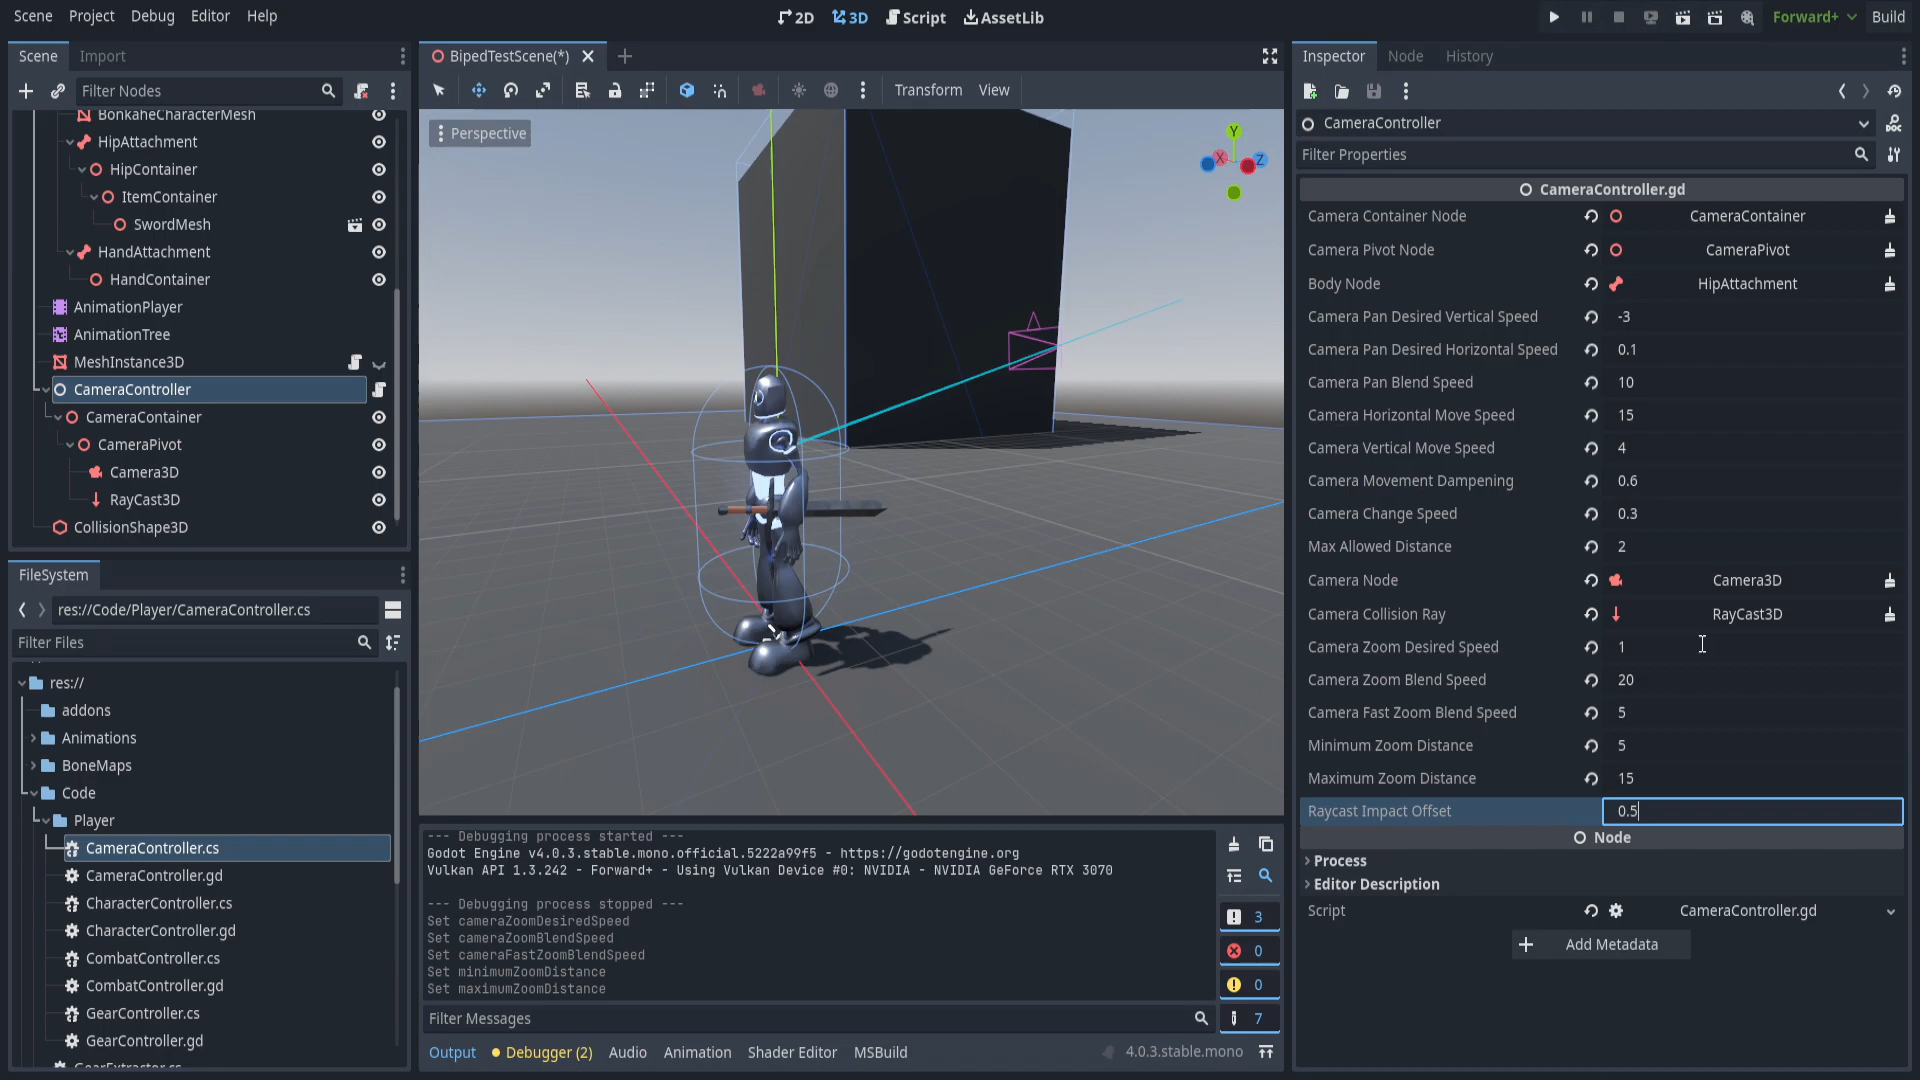 Scene Project Debug Editor Help
2D 3D Script AssetLib
Forward+ Build
Scene Import
Filter Nodes
BonkaheCharacterMesh
HipAttachment
HipContainer
ItemContainer
SwordMesh
HandAttachment
HandContainer
AnimationPlayer
AnimationTree
MeshInstance3D
CameraController
CameraContainer
CameraPivot
Camera3D
RayCast3D
CollisionShape3D
FileSystem
res://Code/Player/CameraController.cs
Filter Files
res://
addons
Animations
BoneMaps
Code
Player
CameraController.cs
CameraController.gd
CharacterController.cs
CharacterController.gd
CombatController.cs
CombatController.gd
GearController.cs
GearController.gd
GearExtractor.cs
BipedTestScene(*)
Transform View
Perspective
Y
X Z
--- Debugging process started ---
Godot Engine v4.0.3.stable.mono.official.5222a99f5 - https://godotengine.org
Vulkan API 1.3.242 - Forward+ - Using Vulkan Device #0: NVIDIA - NVIDIA GeForce RTX 3070
--- Debugging process stopped ---
Set cameraZoomDesiredSpeed
Set cameraZoomBlendSpeed
Set cameraFastZoomBlendSpeed
Set minimumZoomDistance
Set maximumZoomDistance
3
0
0
7
Filter Messages
Output Debugger (2) Audio Animation Shader Editor MSBuild 4.0.3.stable.mono
Inspector Node History
CameraController
Filter Properties
CameraController.gd
Camera Container Node CameraContainer
Camera Pivot Node CameraPivot
Body Node HipAttachment
Camera Pan Desired Vertical Speed -3
Camera Pan Desired Horizontal Speed 0.1
Camera Pan Blend Speed 10
Camera Horizontal Move Speed 15
Camera Vertical Move Speed 4
Camera Movement Dampening 0.6
Camera Change Speed 0.3
Max Allowed Distance 2
Camera Node Camera3D
Camera Collision Ray RayCast3D
Camera Zoom Desired Speed 1
Camera Zoom Blend Speed 20
Camera Fast Zoom Blend Speed 5
Minimum Zoom Distance 5
Maximum Zoom Distance 15
Raycast Impact Offset 0.5
Node
Process
Editor Description
Script CameraController.gd
Add Metadata